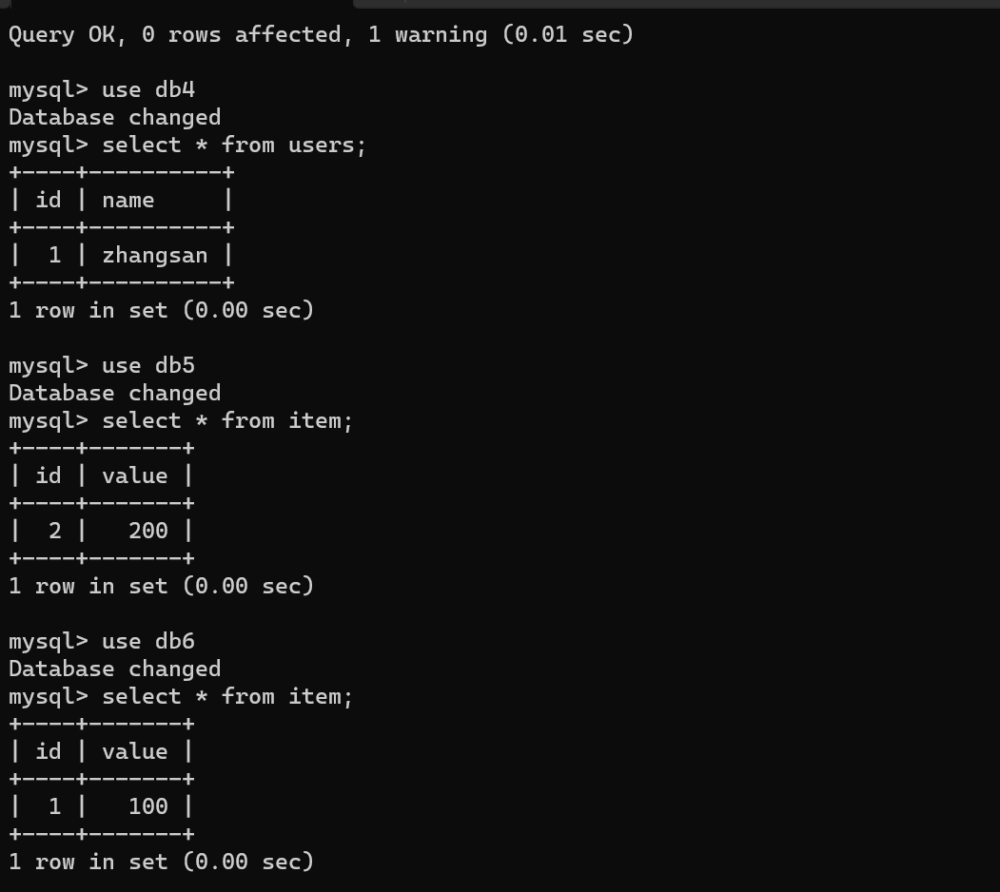 Query OK, 0 rows affected, 1 warning (0.01 sec)
mysql> use db4
Database changed
mysql> select * from users;
+----+----------+
| id | name     |
+----+----------+
|  1 | zhangsan |
+----+----------+
1 row in set (0.00 sec)
mysql> use db5
Database changed
mysql> select * from item;
+----+-------+
| id | value |
+----+-------+
|  2 |   200 |
+----+-------+
1 row in set (0.00 sec)
mysql> use db6
Database changed
mysql> select * from item;
+----+-------+
| id | value |
+----+-------+
|  1 |   100 |
+----+-------+
1 row in set (0.00 sec)